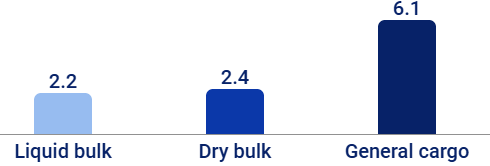 6.1
2.2
2.4
Liquid bulk
Dry bulk
General cargo